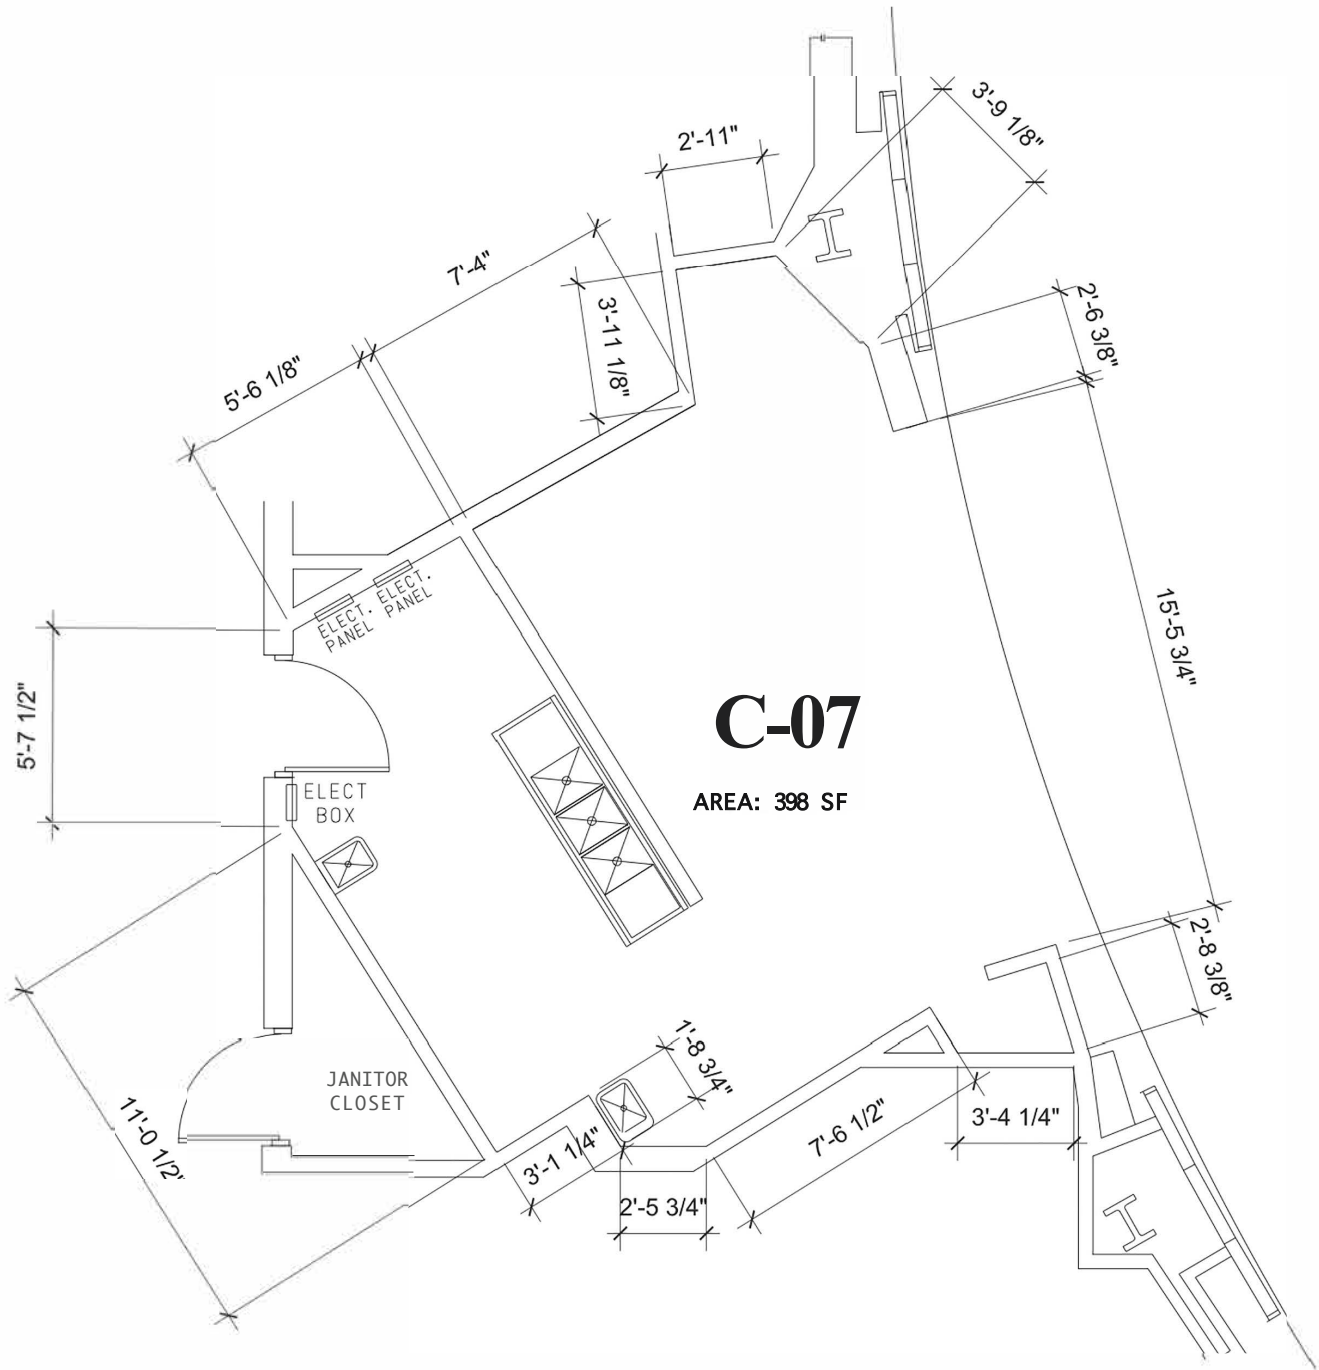 3'-9 1/8"
2'-11"
7'-4"
2'-6 3/8"
3'-11 1/8"
5'-6 1/8"
ELECT. PANEL
ELECT. PANEL
15'-5 3/4"
5'-7 1/2"
C-07
ELECT
BOX
AREA: 398 SF
2'-8 3/8"
1'-8 3/4"
JANITOR
CLOSET
11'-0 1/2"
7'-6 1/2"
3'-4 1/4"
3'-1 1/4"
2'-5 3/4"